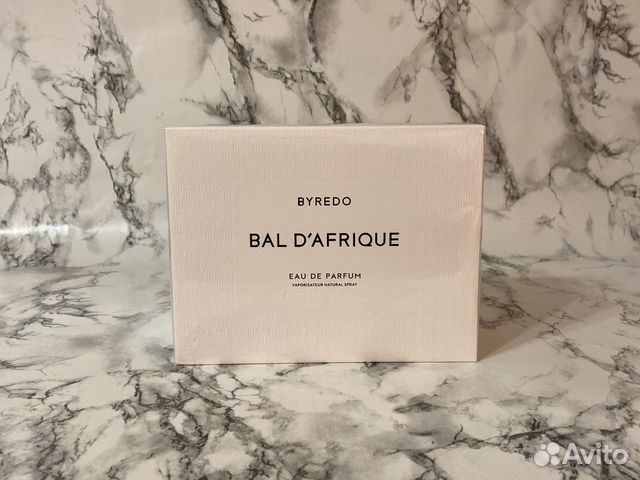 BYREDO
BAL D'AFRIQUE
EAU DE PARFUM
VAPORISATEUR NATURAL SPRAY
Avito